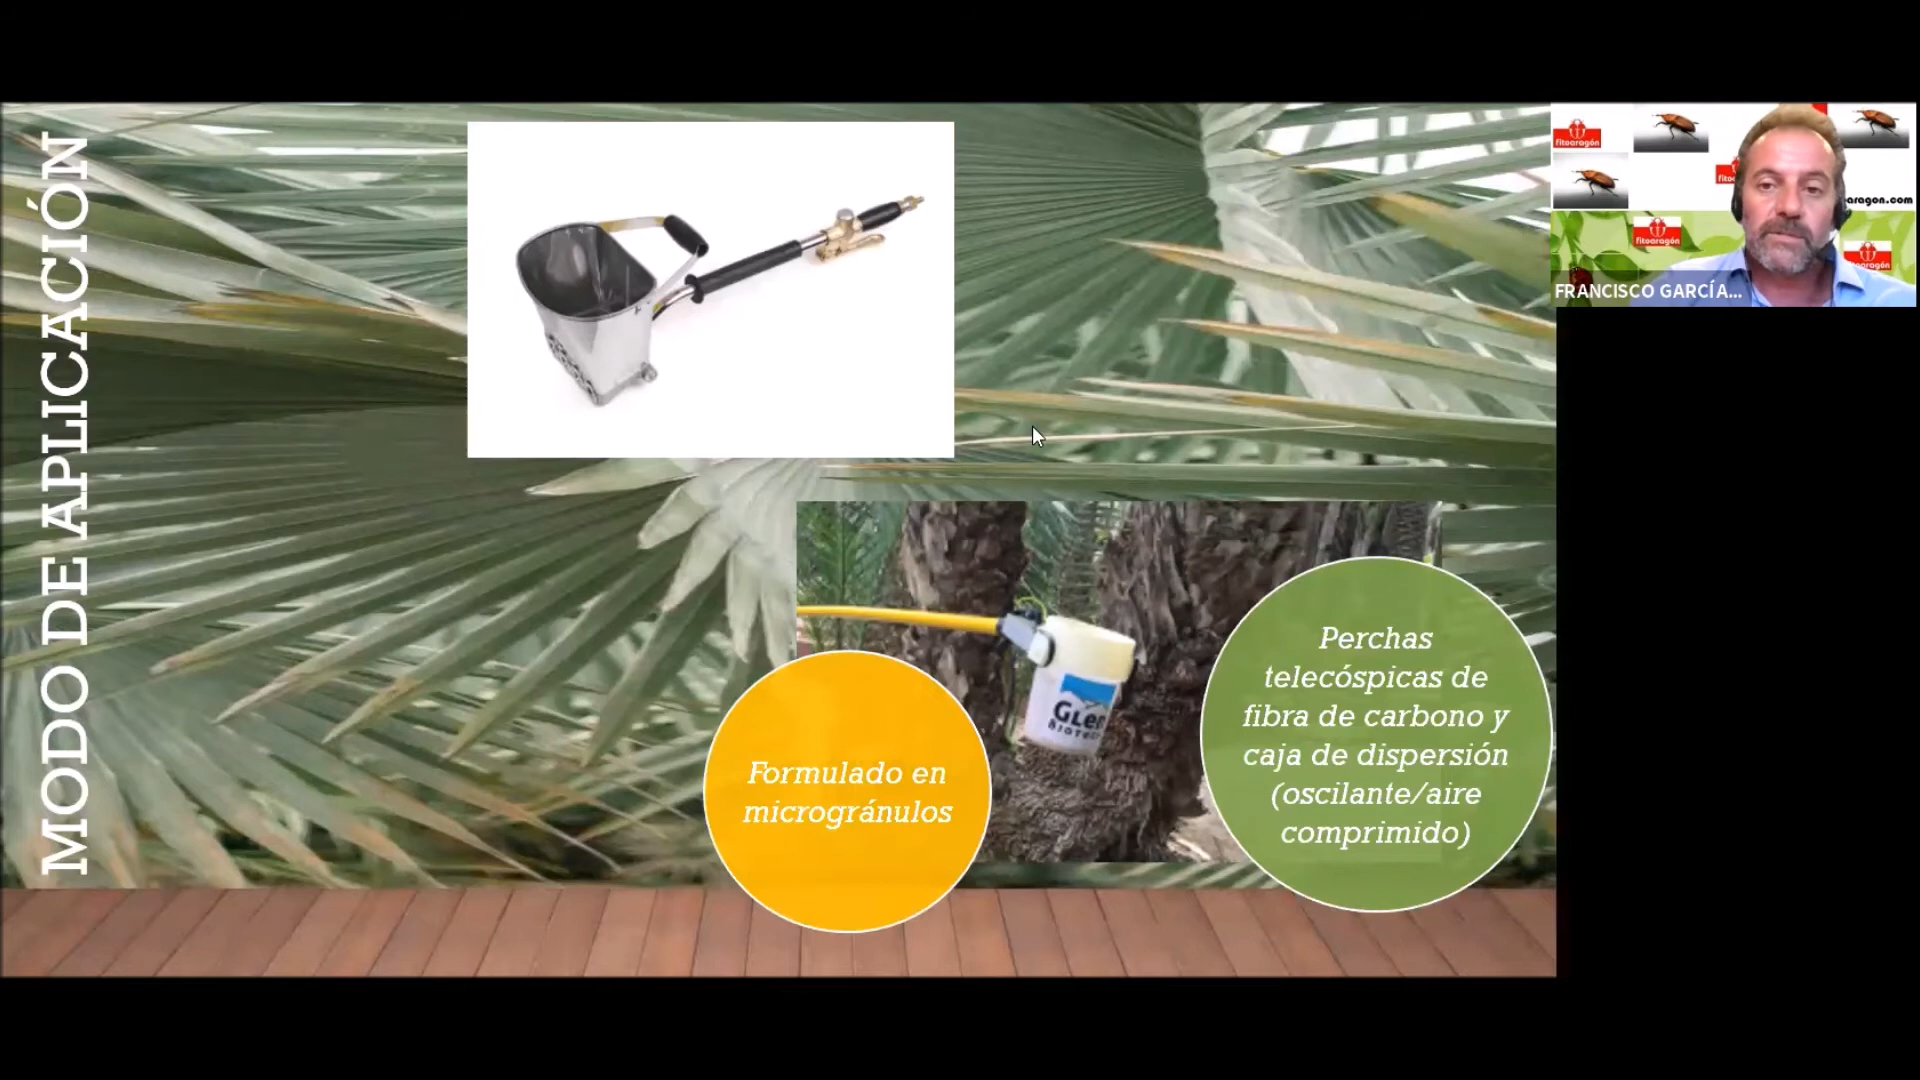 MODO DE APLICACIÓN
fitoaragón
aragon.com
fitoaragón
FRANCISCO GARCÍA...
Formulado en
microgránulos
Perchas
telecóspicas de
fibra de carbono y
caja de dispersión
(oscilante/aire
comprimido)